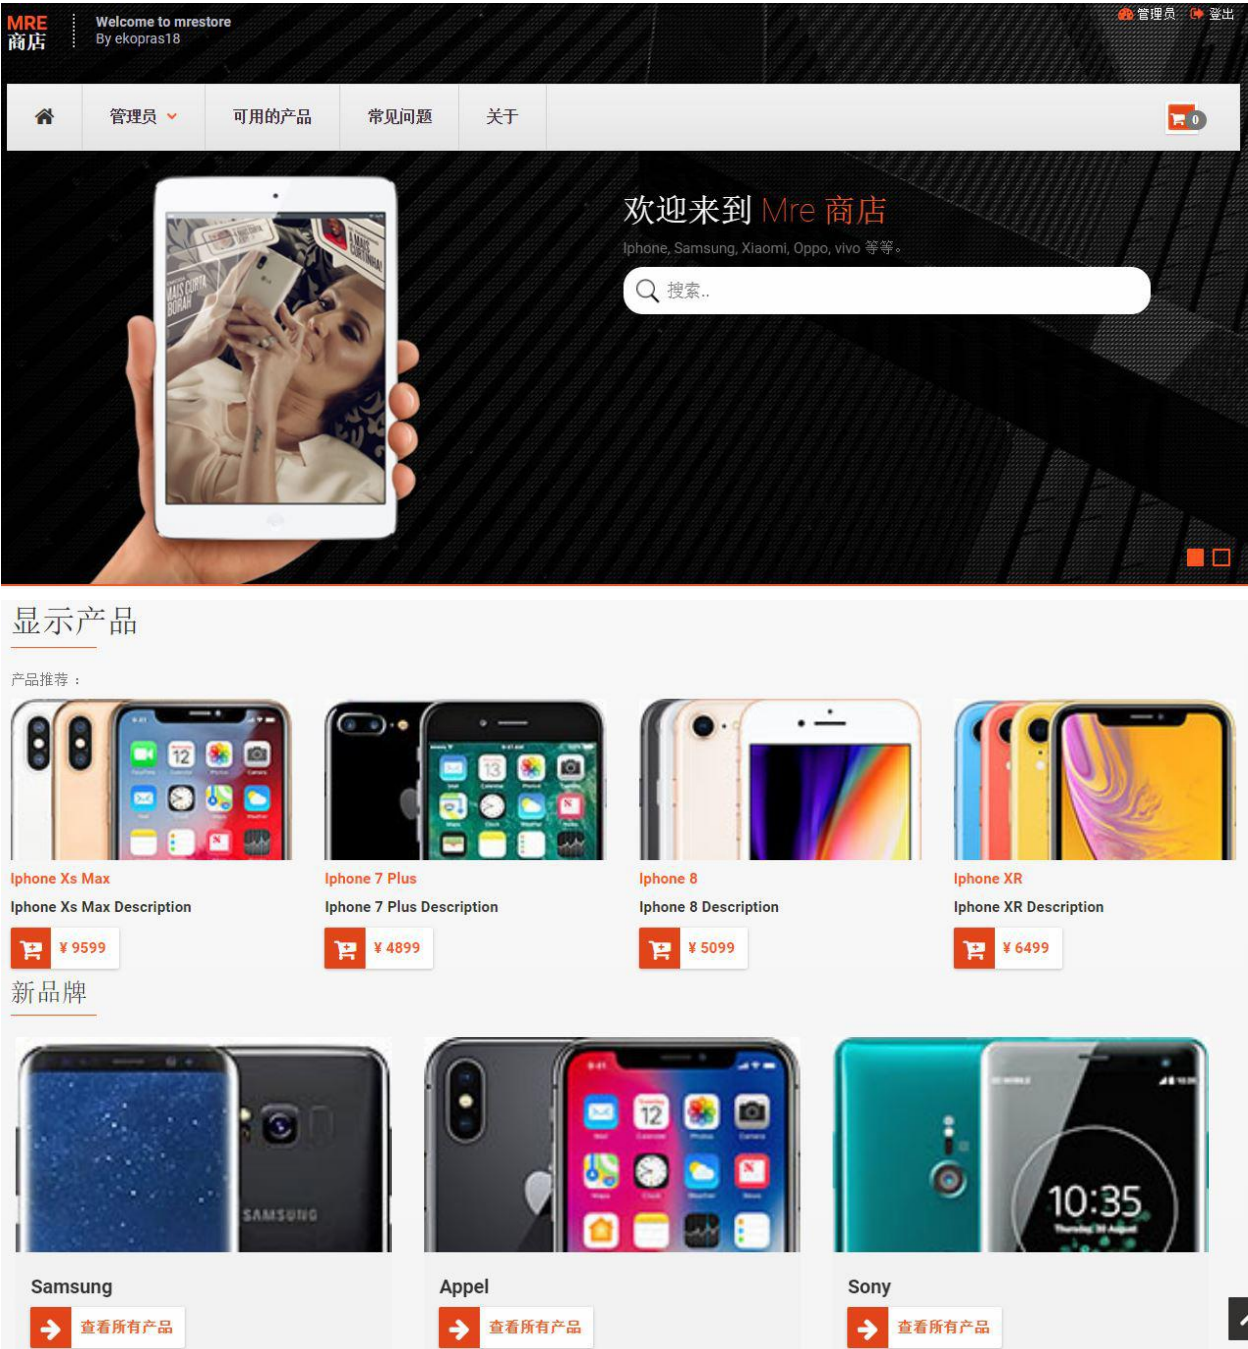 MRE
商店
Welcome to mrestore
By ekopras18
管理员 登出
管理员 可用的产品 常见问题 关于 0
欢迎来到 Mre 商店
Iphone, Samsung, Xiaomi, Oppo, vivo 等等。
搜索..
显示产品
产品推荐：
Iphone Xs Max
Iphone Xs Max Description
¥ 9599
Iphone 7 Plus
Iphone 7 Plus Description
¥ 4899
Iphone 8
Iphone 8 Description
¥ 5099
Iphone XR
Iphone XR Description
¥ 6499
新品牌
SAMSUNG
12
10:35
Thursday, 30 August
Samsung
查看所有产品
Appel
查看所有产品
Sony
查看所有产品